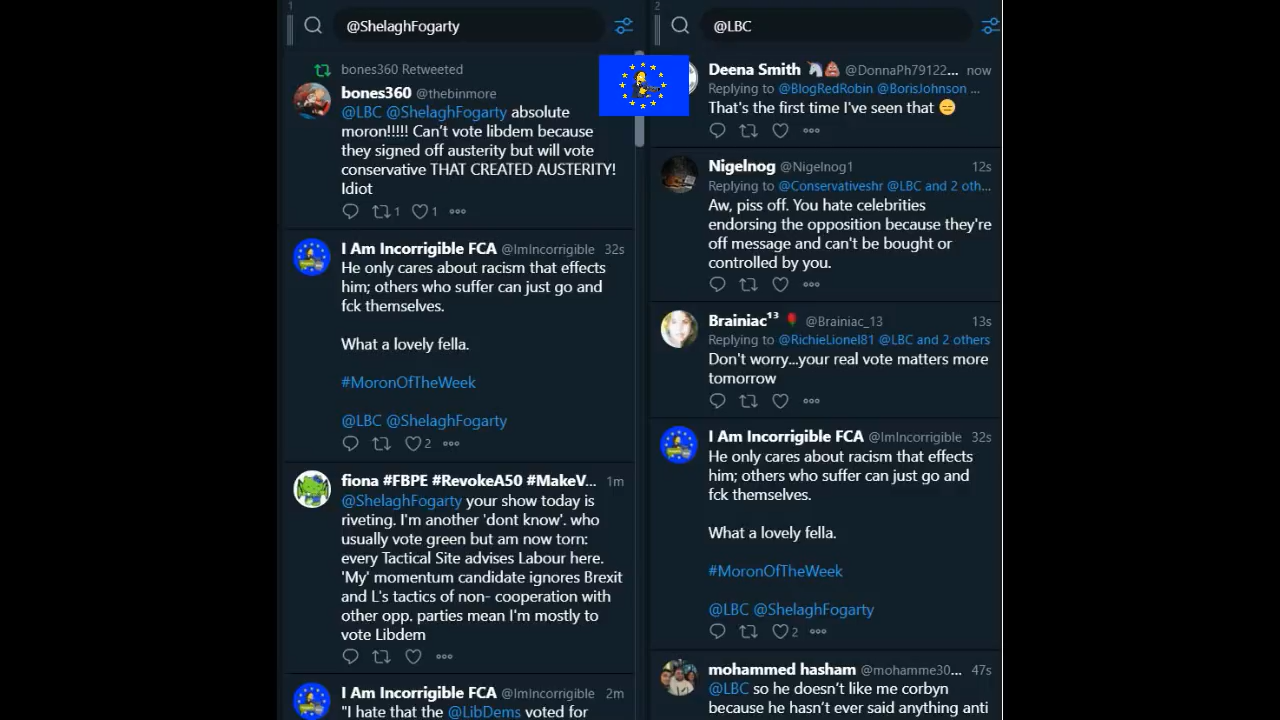 1
@ShelaghFogarty
bones360 Retweeted
bones360 @thebinmore
@LBC @ShelaghFogarty absolute
moron!!!!! Can't vote libdem because
they signed off austerity but will vote
conservative THAT CREATED AUSTERITY!
Idiot
1 1
I Am Incorrigible FCA @ImIncorrigible 32s
He only cares about racism that effects
him; others who suffer can just go and
fck themselves.
What a lovely fella.
#MoronOfTheWeek
@LBC @ShelaghFogarty
2
fiona #FBPE #RevokeA50 #MakeV... 1m
@ShelaghFogarty your show today is
riveting. I'm another 'dont know'. who
usually vote green but am now torn:
every Tactical Site advises Labour here.
'My' momentum candidate ignores Brexit
and L's tactics of non- cooperation with
other opp. parties mean I'm mostly to
vote Libdem
I Am Incorrigible FCA @ImIncorrigible 2m
"I hate that the @LibDems voted for
2
@LBC
Deena Smith 🦄💩 @DonnaPh79122... now
Replying to @BlogRedRobin @BorisJohnson ...
That's the first time I've seen that 😑
Nigelnog @Nigelnog1 12s
Replying to @Conservativeshr @LBC and 2 oth...
Aw, piss off. You hate celebrities
endorsing the opposition because they're
off message and can't be bought or
controlled by you.
Brainiac¹³ 🌹 @Brainiac_13 13s
Replying to @RichieLionel81 @LBC and 2 others
Don't worry...your real vote matters more
tomorrow
I Am Incorrigible FCA @ImIncorrigible 32s
He only cares about racism that effects
him; others who suffer can just go and
fck themselves.
What a lovely fella.
#MoronOfTheWeek
@LBC @ShelaghFogarty
2
mohammed hasham @mohamme30... 47s
@LBC so he doesn't like me corbyn
because he hasn't ever said anything anti